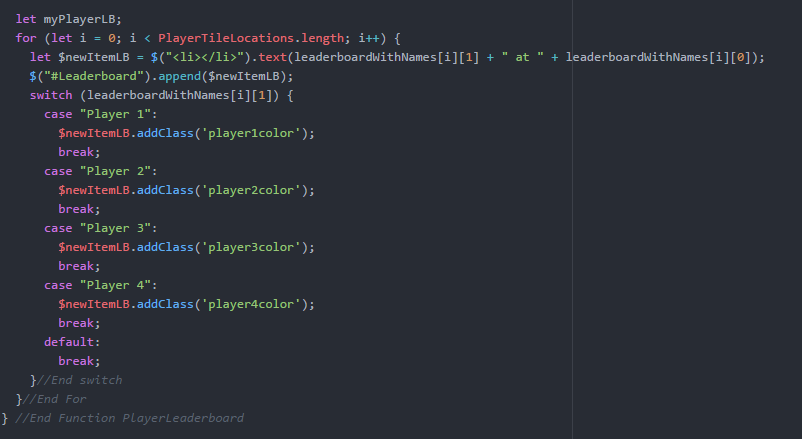 let myPlayerLB;
for (let i = 0; i < PlayerTileLocations.length; i++) {
let $newItemLB = $("<li></li>").text(leaderboardWithNames[i][1] + " at " + leaderboardWithNames[i][0]);
$("#Leaderboard").append($newItemLB);
switch (leaderboardWithNames[i][1]) {
case "Player 1":
$newItemLB.addClass('player1color');
break;
case "Player 2":
$newItemLB.addClass('player2color');
break;
case "Player 3":
$newItemLB.addClass('player3color');
break;
case "Player 4":
$newItemLB.addClass('player4color');
break;
default:
break;
}//End switch
}//End For
} //End Function PlayerLeaderboard